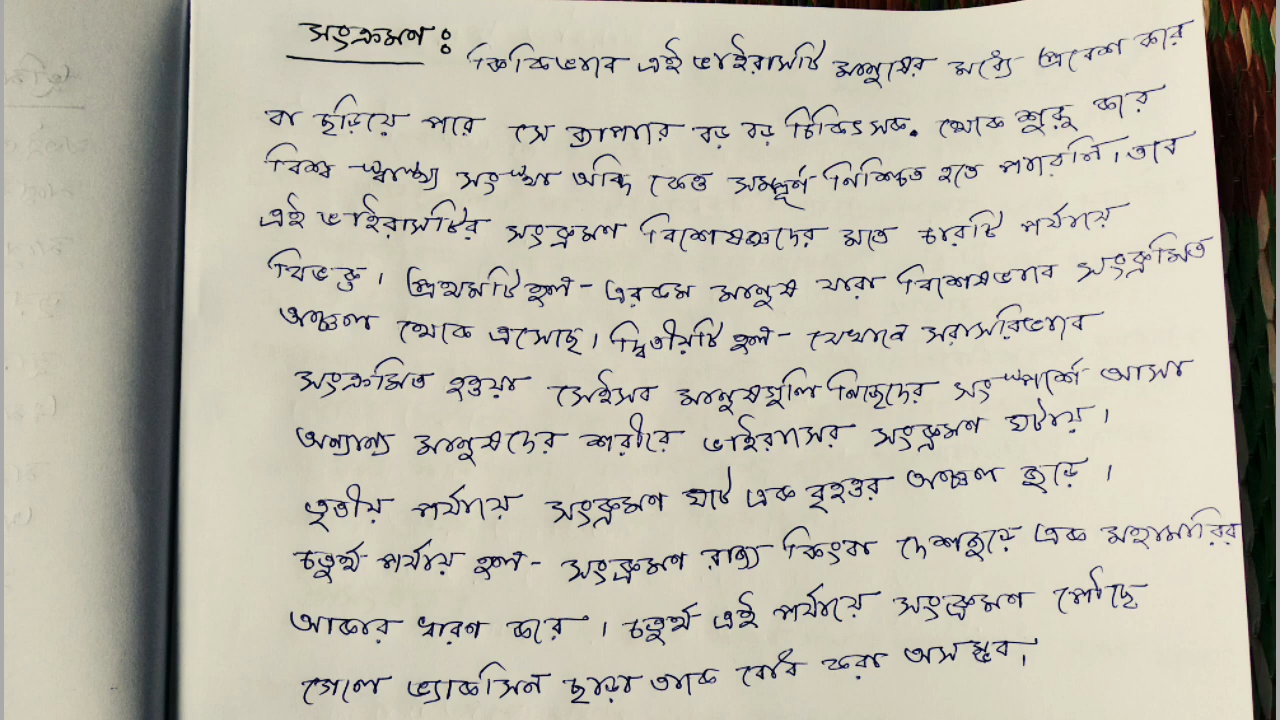 সংক্রমণ :
কিকিভাবে এই ভাইরাসটি মানুষের মধ্যে প্রবেশ করে
বা ছড়িয়ে পরে সে ব্যাপারে বড় বড় চিকিৎসক. থেকে শুরু করে
বিশ্ব স্বাস্থ্য সংস্থা অব্দি কেও সম্পূর্ণ নিশ্চিত হতে পারেনি। তবে
এই ভাইরাসটির সংক্রমণ বিশেষজ্ঞদের মতে চারটি পর্যায়ে
বিভক্ত। প্রথমটি হল - এরকম মানুষ যারা বিশেষভাবে সংক্রমিত
অঞ্চল থেকে এসেছে। দ্বিতীয়টি হল - যেখানে সরাসরিভাবে
সংক্রমিত হওয়া সেইসব মানুষগুলি নিজেদের সংস্পর্শে আসা
অন্যান্য মানুষদের শরীরে ভাইরাসের সংক্রমণ ঘটায়।
তৃতীয় পর্যায়ে সংক্রমণ ঘটে এক বৃহত্তর অঞ্চল জুড়ে।
চতুর্থ পর্যায় হল - সংক্রমণ রাজ্য কিংবা দেশজুড়ে এক মহামারির
আকার ধারণ করে। চতুর্থ এই পর্যায়ে সংক্রমণ পৌছে
গেলে ভ্যাকসিন ছাড়া তাকে রোধ করা অসম্ভব।